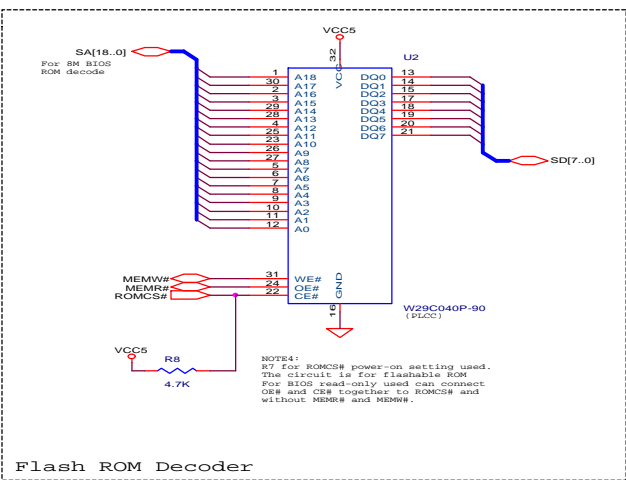 VCC5
SA[18..0]
U2
For 8M BIOS
ROM decode
32
VCC
1 A18 DQ0 13
30 A17 DQ1 14
2 A16 DQ2 15
3 A15 DQ3 17
29 A14 DQ4 18
28 A13 DQ5 19
4 A12 DQ6 20
25 A11 DQ7 21
23 A10
26 A9
27 A8
5 A7
6 A6
7 A5
8 A4
9 A3
10 A2
11 A1
12 A0
SD[7..0]
MEMW# 31 WE#
MEMR# 24 OE#
ROMCS# 22 CE#
GND
16
W29C040P-90
(PLCC)
VCC5
R8
4.7K
NOTE4:
R7 for ROMCS# power-on setting used.
The circuit is for flashable ROM
For BIOS read-only used can connect
OE# and CE# together to ROMCS# and
without MEMR# and MEMW#.
Flash ROM Decoder